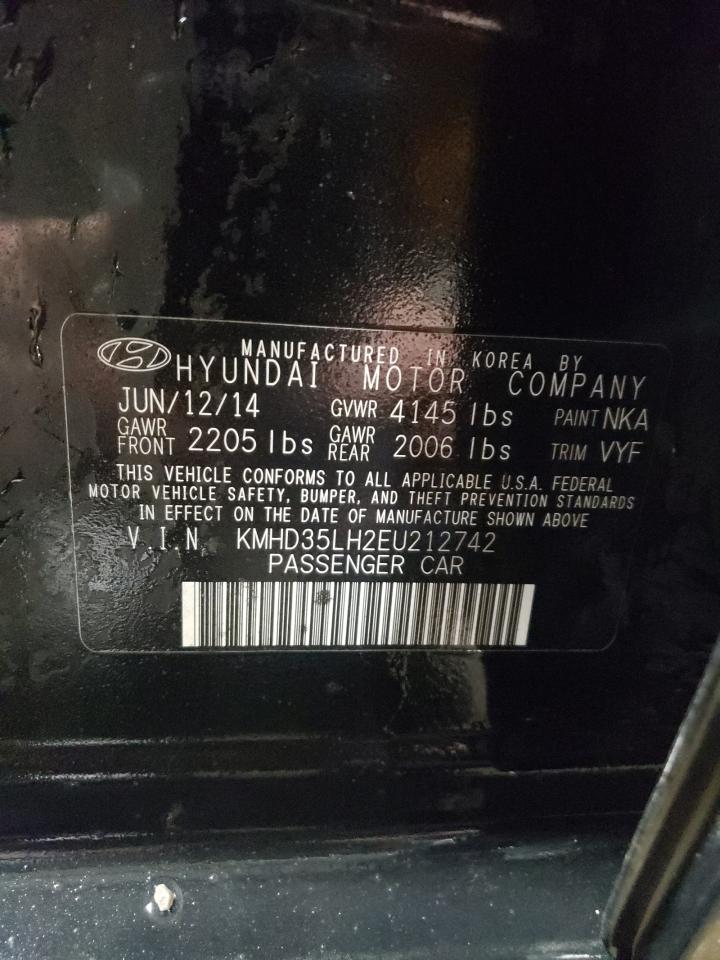 MANUFACTURED IN KOREA BY
HYUNDAI MOTOR COMPANY
JUN/12/14 GVWR 4145 lbs PAINT NKA
GAWR FRONT 2205 lbs GAWR REAR 2006 lbs TRIM VYF
THIS VEHICLE CONFORMS TO ALL APPLICABLE U.S.A. FEDERAL
MOTOR VEHICLE SAFETY, BUMPER, AND THEFT PREVENTION STANDARDS
IN EFFECT ON THE DATE OF MANUFACTURE SHOWN ABOVE
V.I.N. KMHD35LH2EU212742
PASSENGER CAR